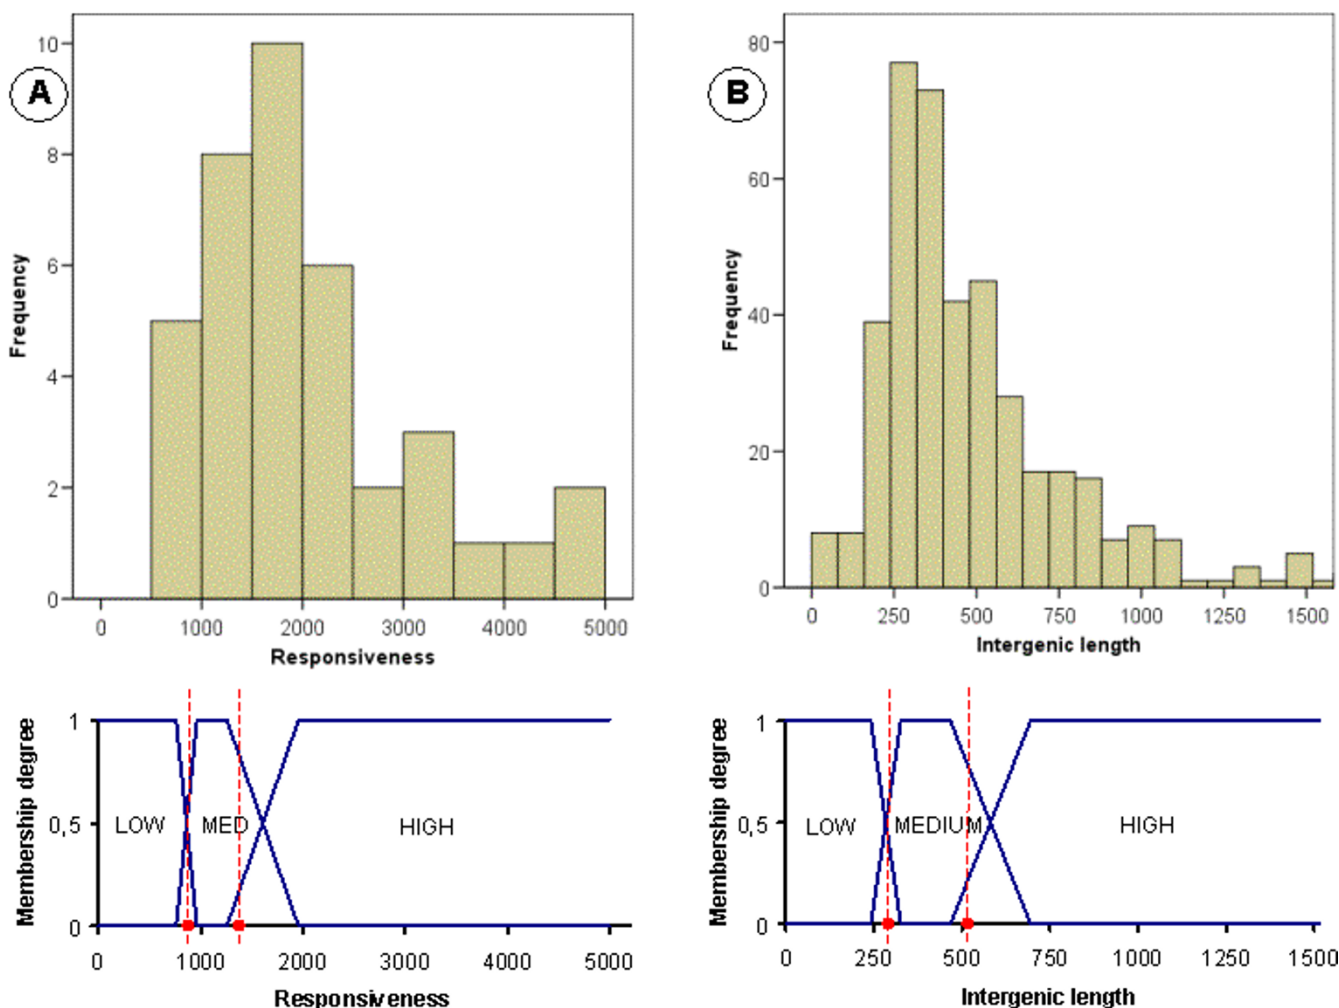 A
Frequency
10
8
6
4
2
0
0 1000 2000 3000 4000 5000
Responsiveness
B
Frequency
80
60
40
20
0
0 250 500 750 1000 1250 1500
Intergenic length
Membership degree
1
0,5
0
LOW MED HIGH
0 1000 2000 3000 4000 5000
Responsiveness
Membership degree
1
0,5
0
LOW MEDIUM HIGH
0 250 500 750 1000 1250 1500
Intergenic length